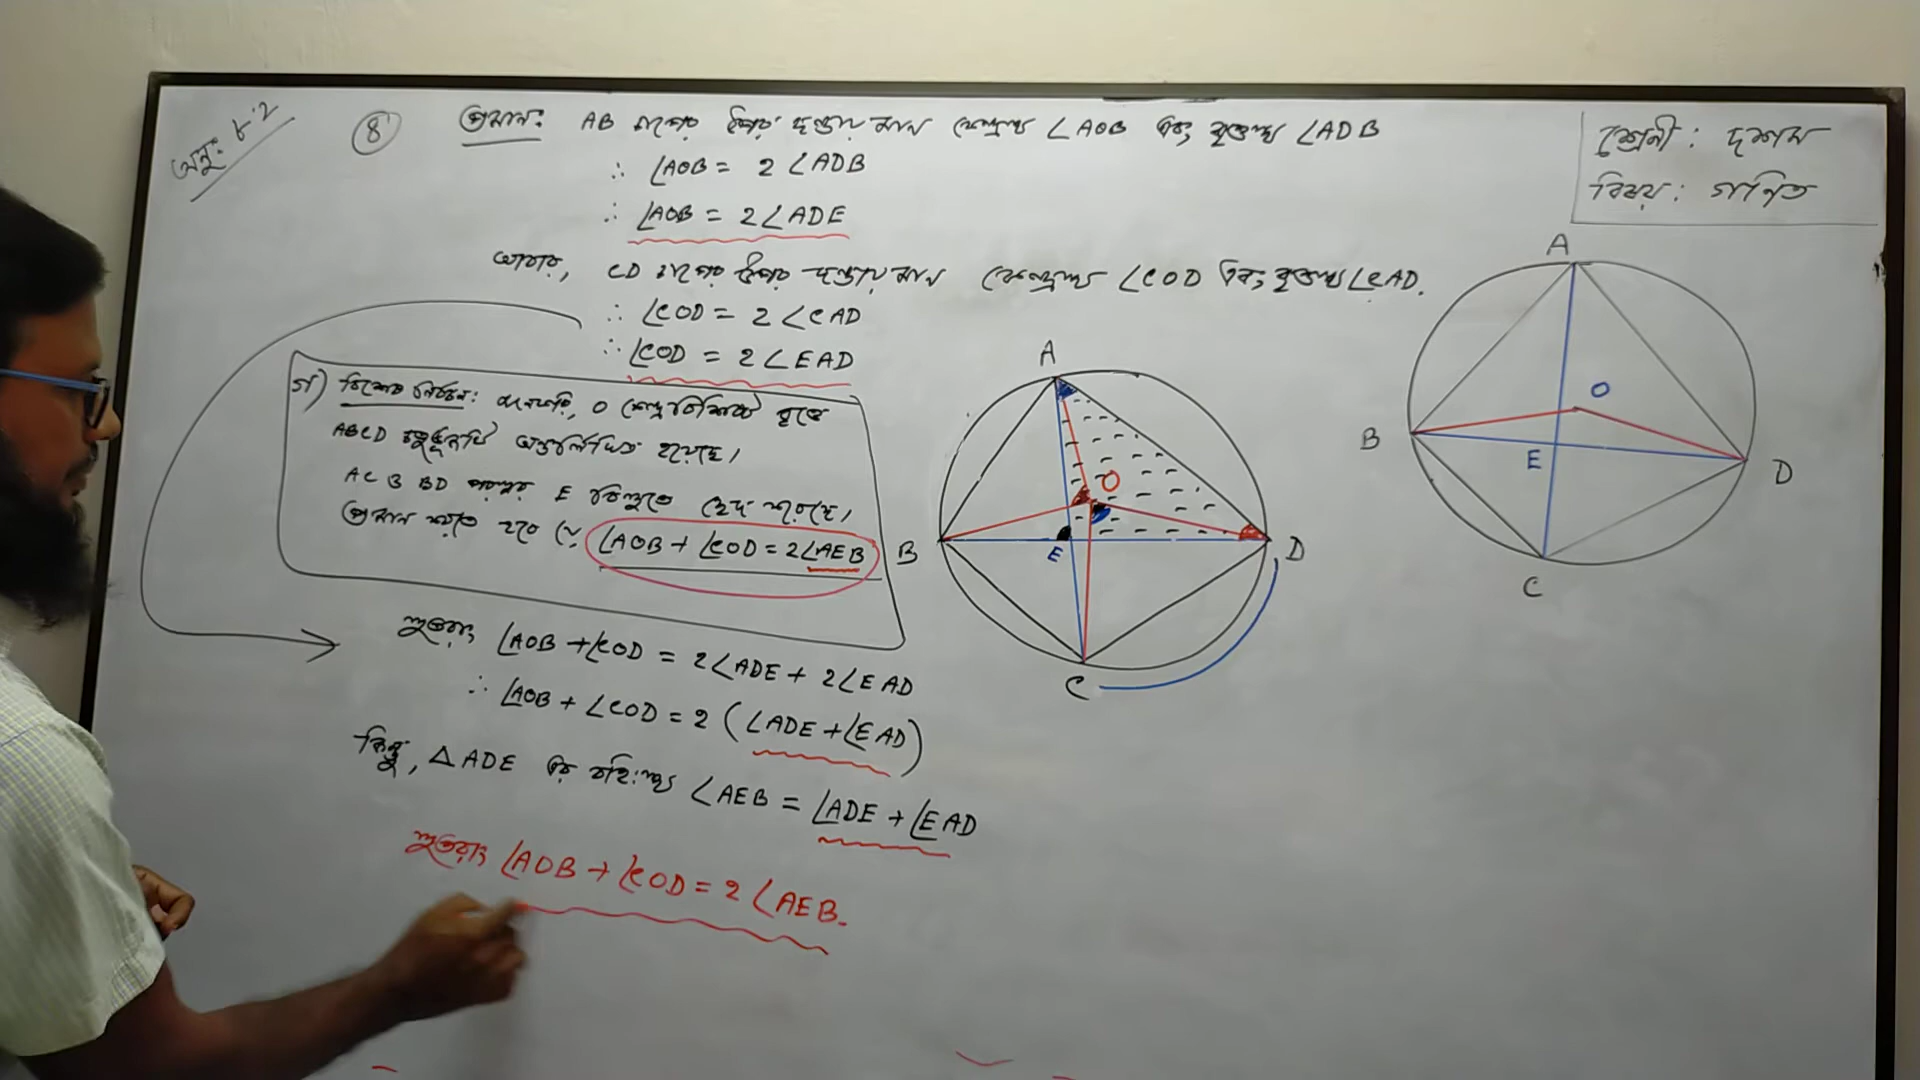 অনু: ৮.2
8
প্রমাণ: AB চাপের উপর দণ্ডায়মান কেন্দ্রস্থ ∠AOB এবং বৃত্তস্থ ∠ADB
∴ ∠AOB = 2∠ADB
∴ ∠AOB = 2∠ADE
আবার, CD চাপের উপর দণ্ডায়মান কেন্দ্রস্থ ∠COD এবং বৃত্তস্থ ∠CAD.
∴ ∠COD = 2∠CAD
∴ ∠COD = 2∠EAD
গ) বিশেষ নির্বচন: মনেকরি, O কেন্দ্রবিশিষ্ট বৃত্তে
ABCD চতুর্ভুজটি অন্তর্লিখিত হয়েছে।
AC ও BD পরস্পর E বিন্দুতে ছেদ করেছে।
প্রমাণ করতে হবে যে, ∠AOB + ∠COD = 2∠AEB
সুতরাং ∠AOB + ∠COD = 2∠ADE + 2∠EAD
∴ ∠AOB + ∠COD = 2 (∠ADE + ∠EAD)
কিন্তু, △ADE এর বহি:স্থ ∠AEB = ∠ADE + ∠EAD
সুতরাং ∠AOB + ∠COD = 2∠AEB.
A
O
B
E
D
C
শ্রেনী: দশম
বিষয়: গণিত
A
O
B
E
D
C